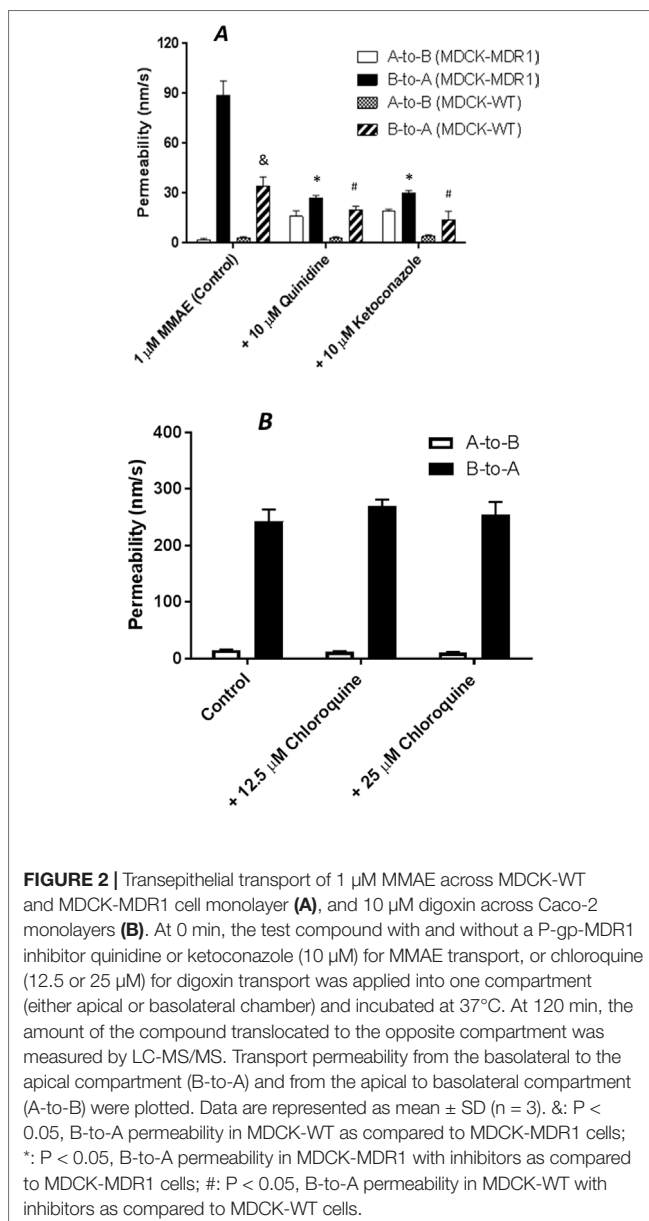 A
A-to-B (MDCK-MDR1)
B-to-A (MDCK-MDR1)
A-to-B (MDCK-WT)
B-to-A (MDCK-WT)
Permeability (nm/s)
120
90
60
30
0
&
*
#
*
#
1 µM MMAE (Control)
+ 10 µM Quinidine
+ 10 µM Ketoconazole
B
A-to-B
B-to-A
Permeability (nm/s)
400
300
200
100
0
Control
+ 12.5 µM Chloroquine
+ 25 µM Chloroquine
FIGURE 2 | Transepithelial transport of 1 µM MMAE across MDCK-WT
and MDCK-MDR1 cell monolayer (A), and 10 µM digoxin across Caco-2
monolayers (B). At 0 min, the test compound with and without a P-gp-MDR1
inhibitor quinidine or ketoconazole (10 µM) for MMAE transport, or chloroquine
(12.5 or 25 µM) for digoxin transport was applied into one compartment
(either apical or basolateral chamber) and incubated at 37°C. At 120 min, the
amount of the compound translocated to the opposite compartment was
measured by LC-MS/MS. Transport permeability from the basolateral to the
apical compartment (B-to-A) and from the apical to basolateral compartment
(A-to-B) were plotted. Data are represented as mean ± SD (n = 3). &: P <
0.05, B-to-A permeability in MDCK-WT as compared to MDCK-MDR1 cells;
*: P < 0.05, B-to-A permeability in MDCK-MDR1 with inhibitors as compared
to MDCK-MDR1 cells; #: P < 0.05, B-to-A permeability in MDCK-WT with
inhibitors as compared to MDCK-WT cells.